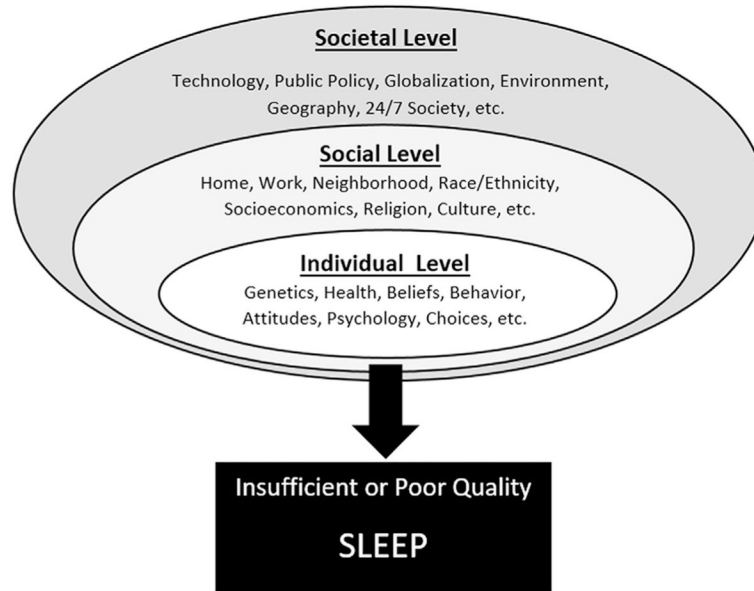 Societal Level
Technology, Public Policy, Globalization, Environment,
Geography, 24/7 Society, etc.
Social Level
Home, Work, Neighborhood, Race/Ethnicity,
Socioeconomics, Religion, Culture, etc.
Individual Level
Genetics, Health, Beliefs, Behavior,
Attitudes, Psychology, Choices, etc.
Insufficient or Poor Quality
SLEEP